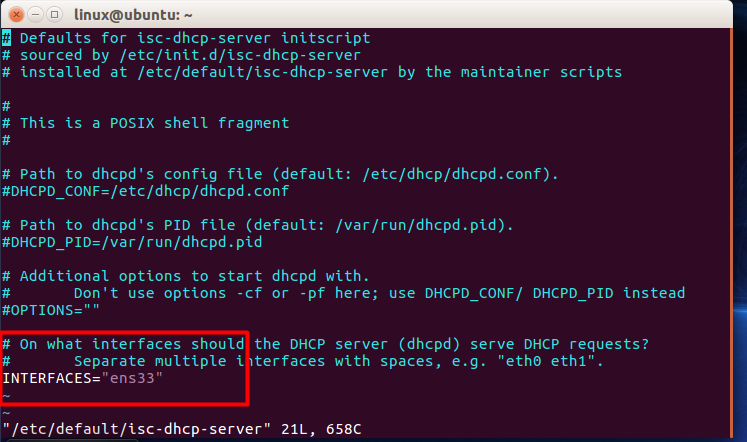 linux@ubuntu: ~
# Defaults for isc-dhcp-server initscript
# sourced by /etc/init.d/isc-dhcp-server
# installed at /etc/default/isc-dhcp-server by the maintainer scripts
#
# This is a POSIX shell fragment
#
# Path to dhcpd's config file (default: /etc/dhcp/dhcpd.conf).
#DHCPD_CONF=/etc/dhcp/dhcpd.conf
# Path to dhcpd's PID file (default: /var/run/dhcpd.pid).
#DHCPD_PID=/var/run/dhcpd.pid
# Additional options to start dhcpd with.
#       Don't use options -cf or -pf here; use DHCPD_CONF/ DHCPD_PID instead
#OPTIONS=""
# On what interfaces should the DHCP server (dhcpd) serve DHCP requests?
#       Separate multiple interfaces with spaces, e.g. "eth0 eth1".
INTERFACES="ens33"
~
~
"/etc/default/isc-dhcp-server" 21L, 658C